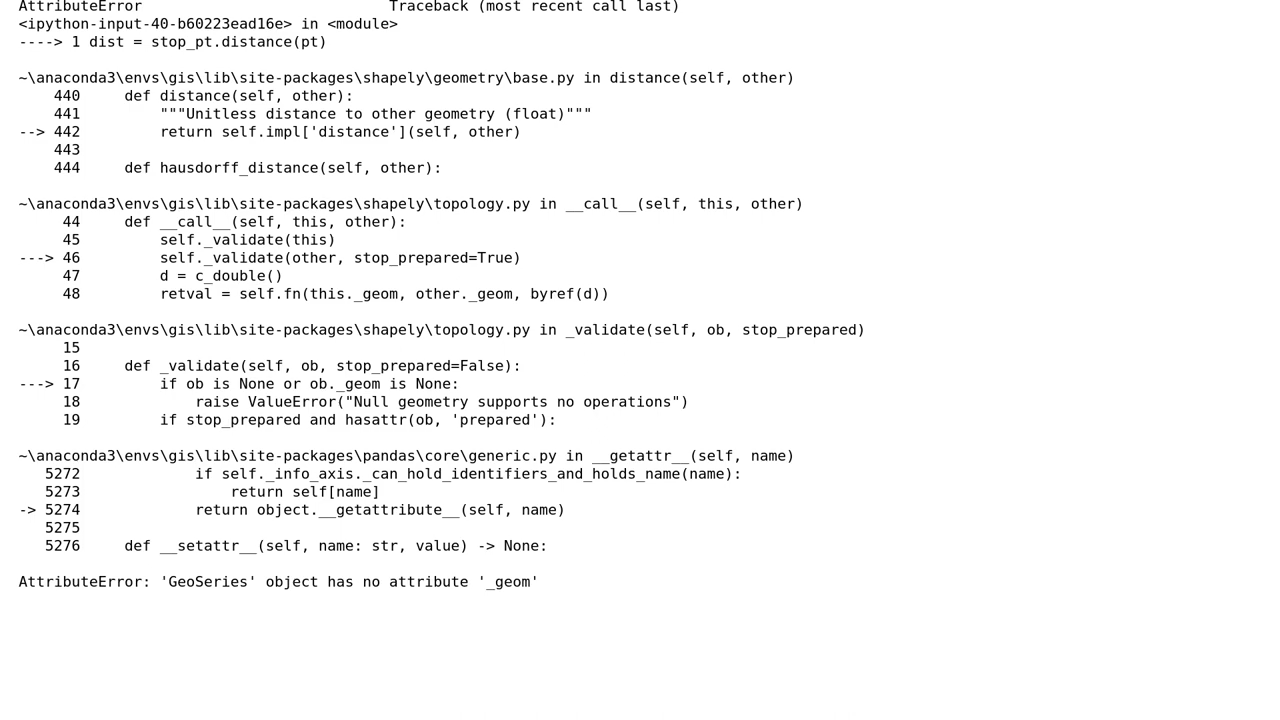 AttributeError                            Traceback (most recent call last)
<ipython-input-40-b60223ead16e> in <module>
----> 1 dist = stop_pt.distance(pt)

~\anaconda3\envs\gis\lib\site-packages\shapely\geometry\base.py in distance(self, other)
    440     def distance(self, other):
    441         """Unitless distance to other geometry (float)"""
--> 442         return self.impl['distance'](self, other)
    443
    444     def hausdorff_distance(self, other):

~\anaconda3\envs\gis\lib\site-packages\shapely\topology.py in __call__(self, this, other)
     44     def __call__(self, this, other):
     45         self._validate(this)
---> 46         self._validate(other, stop_prepared=True)
     47         d = c_double()
     48         retval = self.fn(this._geom, other._geom, byref(d))

~\anaconda3\envs\gis\lib\site-packages\shapely\topology.py in _validate(self, ob, stop_prepared)
     15
     16     def _validate(self, ob, stop_prepared=False):
---> 17         if ob is None or ob._geom is None:
     18             raise ValueError("Null geometry supports no operations")
     19         if stop_prepared and hasattr(ob, 'prepared'):

~\anaconda3\envs\gis\lib\site-packages\pandas\core\generic.py in __getattr__(self, name)
   5272             if self._info_axis._can_hold_identifiers_and_holds_name(name):
   5273                 return self[name]
-> 5274             return object.__getattribute__(self, name)
   5275
   5276     def __setattr__(self, name: str, value) -> None:

AttributeError: 'GeoSeries' object has no attribute '_geom'